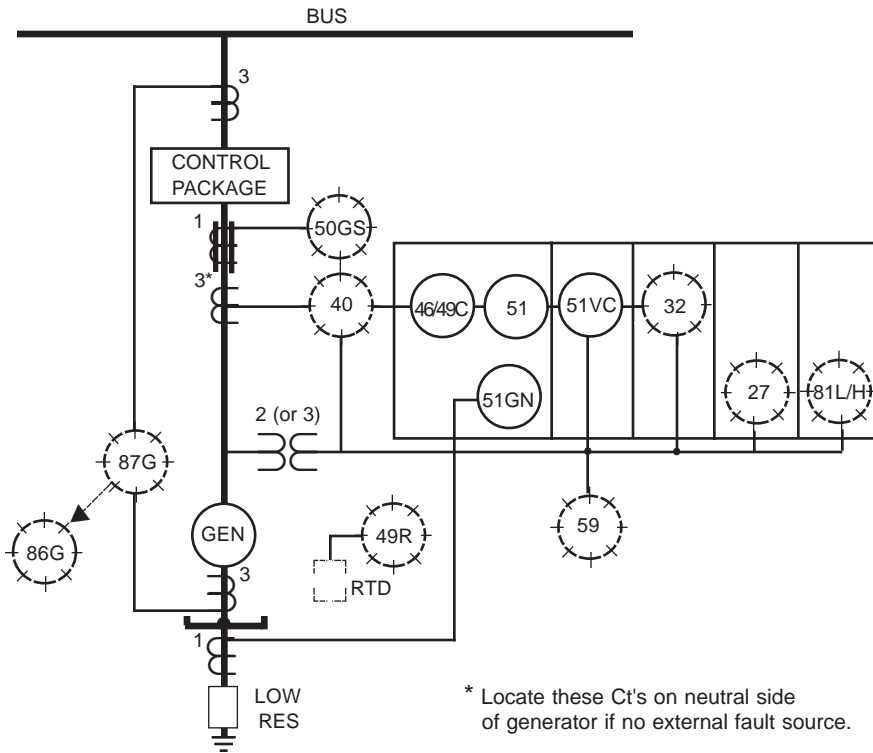 BUS
3
CONTROL
PACKAGE
1
50GS
3*
40
46/49C
51
51VC
32
51GN
27
81L/H
2 (or 3)
87G
59
GEN
49R
86G
RTD
3
1
LOW
RES
* Locate these Ct's on neutral side
of generator if no external fault source.